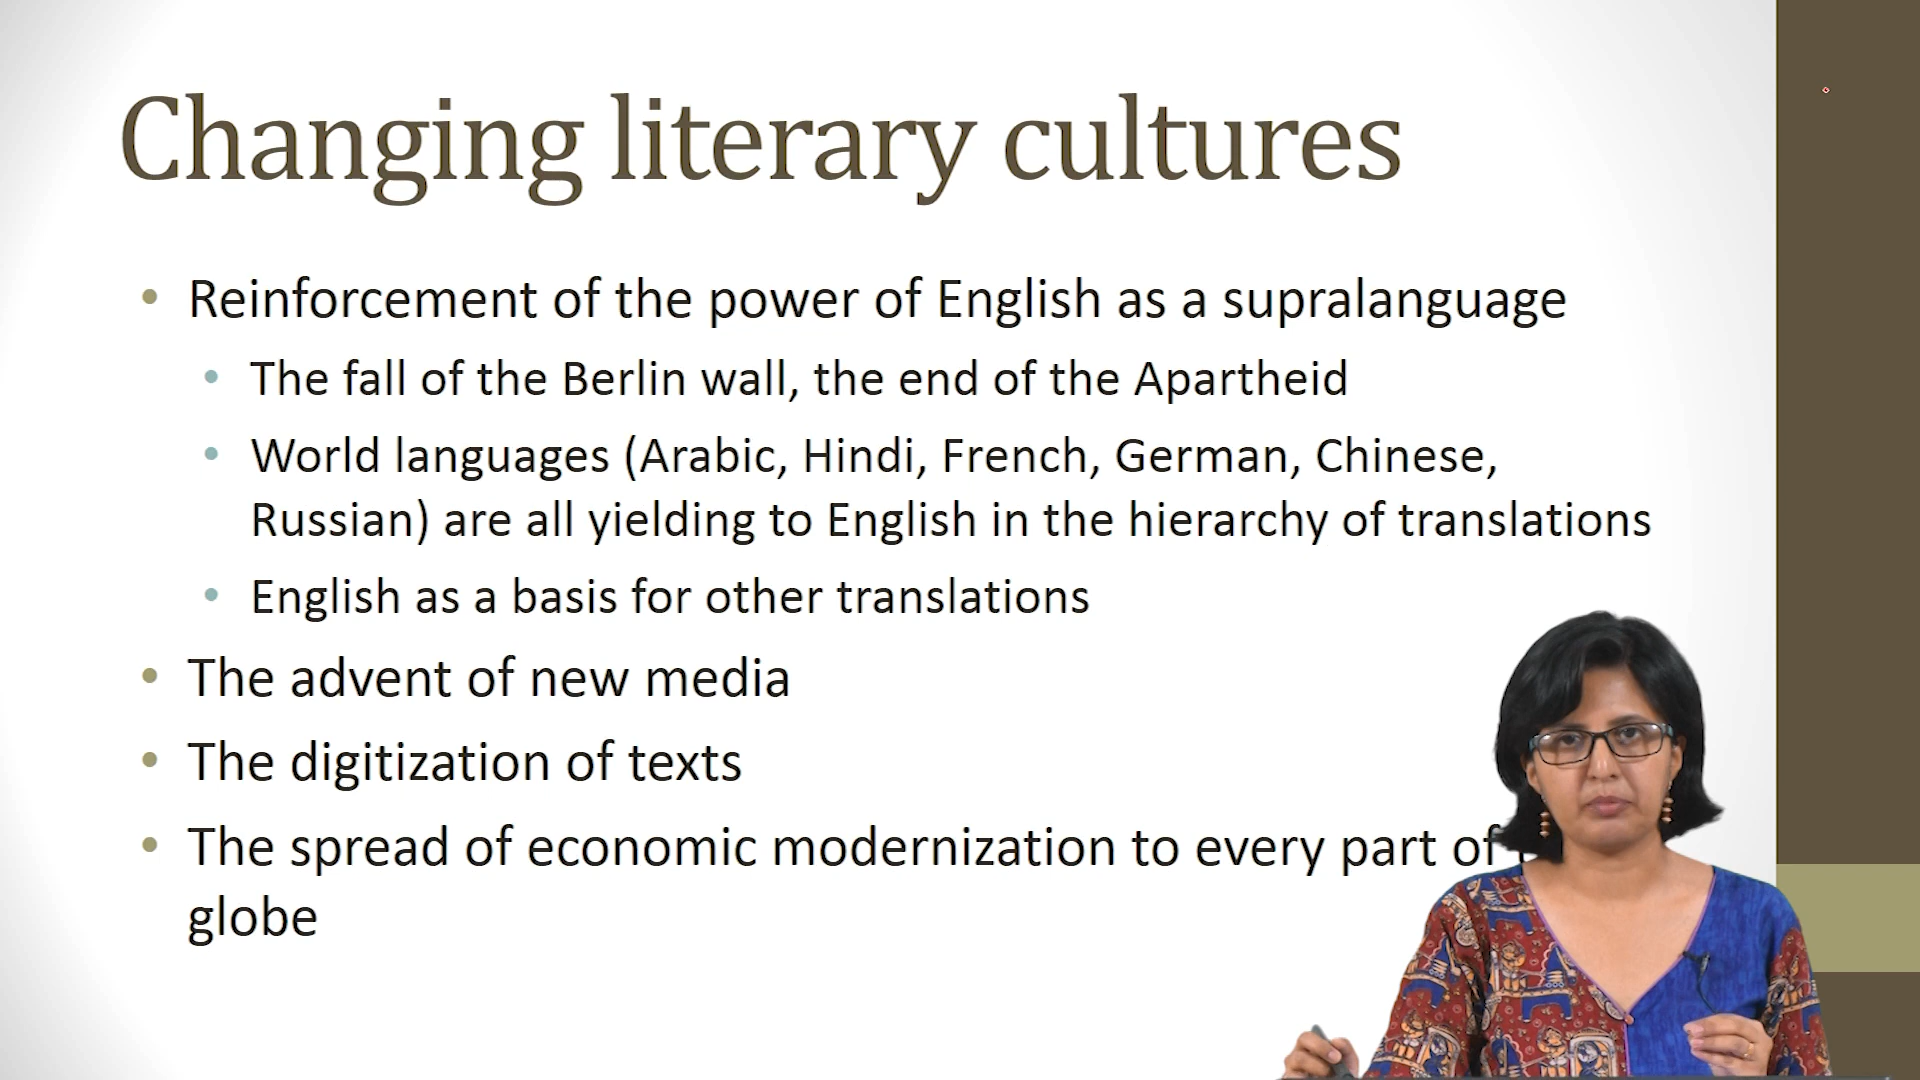 Changing literary cultures
• Reinforcement of the power of English as a supralanguage
• The fall of the Berlin wall, the end of the Apartheid
• World languages (Arabic, Hindi, French, German, Chinese,
Russian) are all yielding to English in the hierarchy of translations
• English as a basis for other translations
• The advent of new media
• The digitization of texts
• The spread of economic modernization to every part of
globe